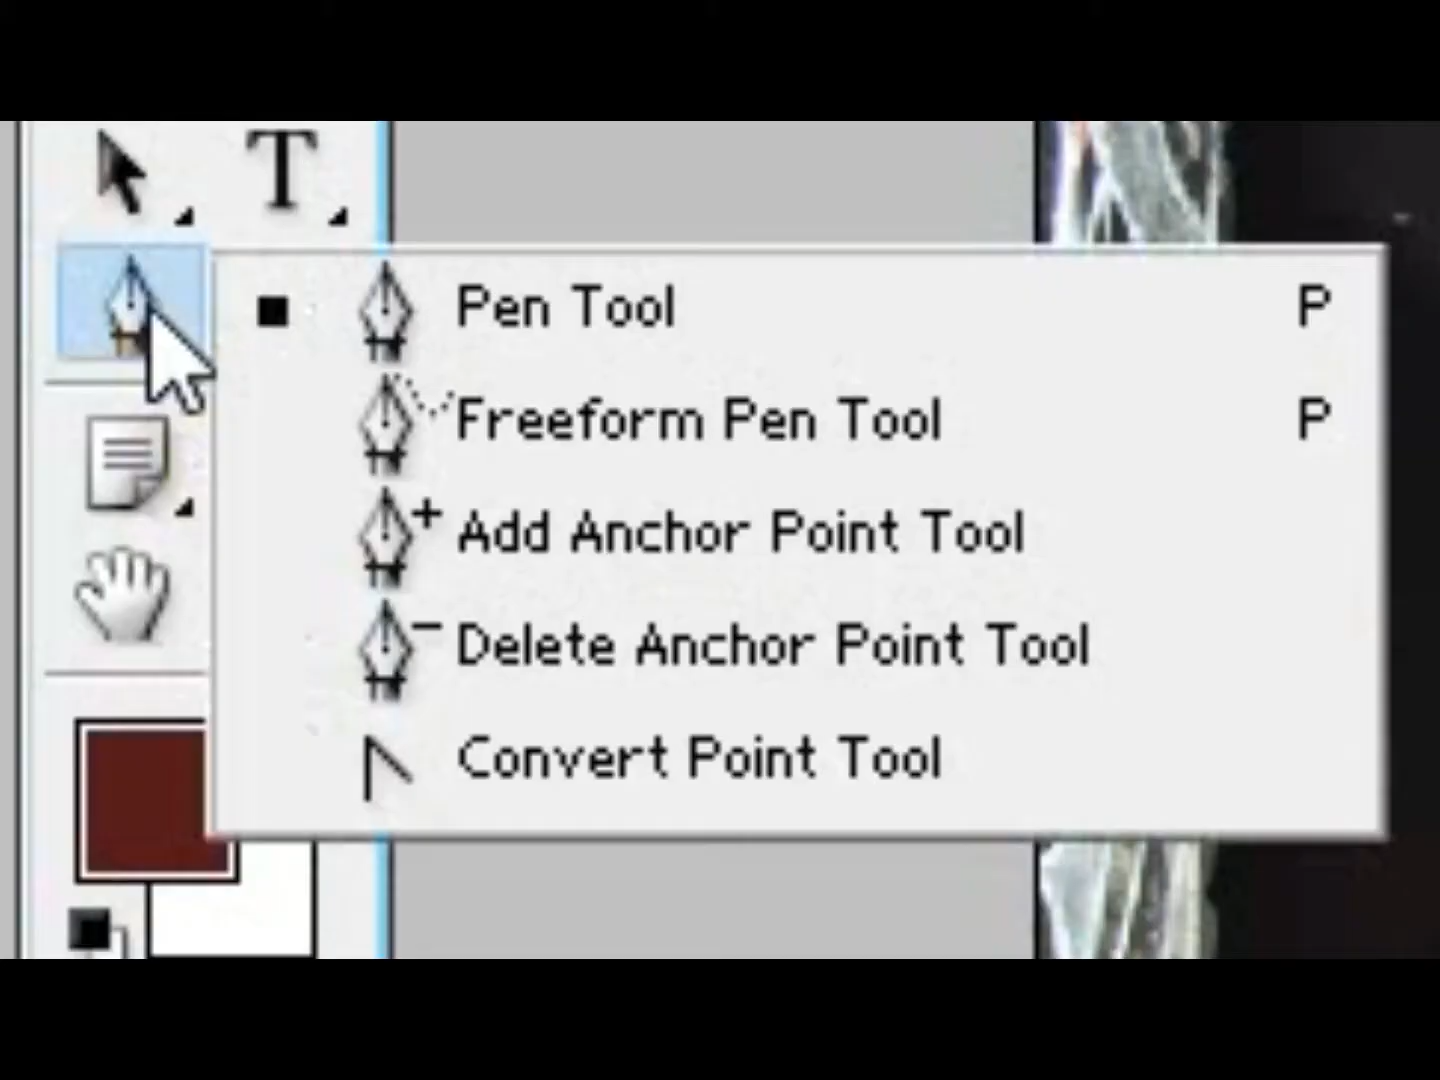 T
Pen Tool P
Freeform Pen Tool P
Add Anchor Point Tool
Delete Anchor Point Tool
Convert Point Tool